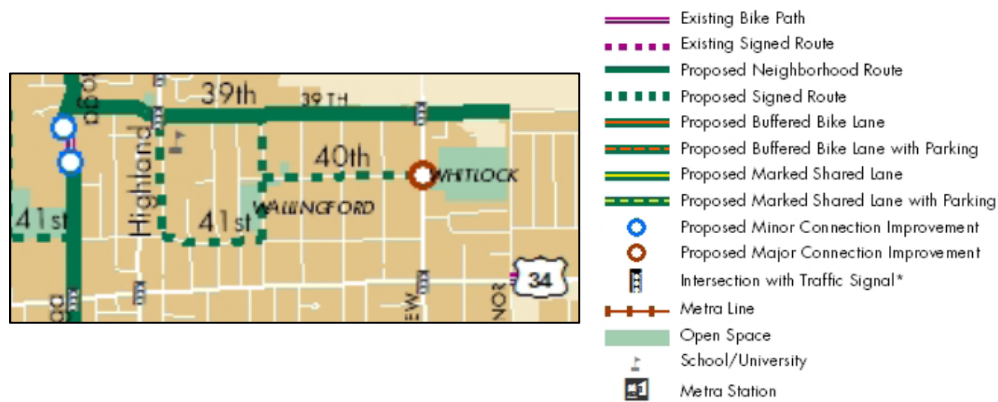 39th
39 TH
40th
Highland
WHITLOCK
WALLINGFORD
41st
41st
34
NOR
EW
Existing Bike Path
Existing Signed Route
Proposed Neighborhood Route
Proposed Signed Route
Proposed Buffered Bike Lane
Proposed Buffered Bike Lane with Parking
Proposed Marked Shared Lane
Proposed Marked Shared Lane with Parking
Proposed Minor Connection Improvement
Proposed Major Connection Improvement
Intersection with Traffic Signal*
Metra Line
Open Space
School/University
Metra Station